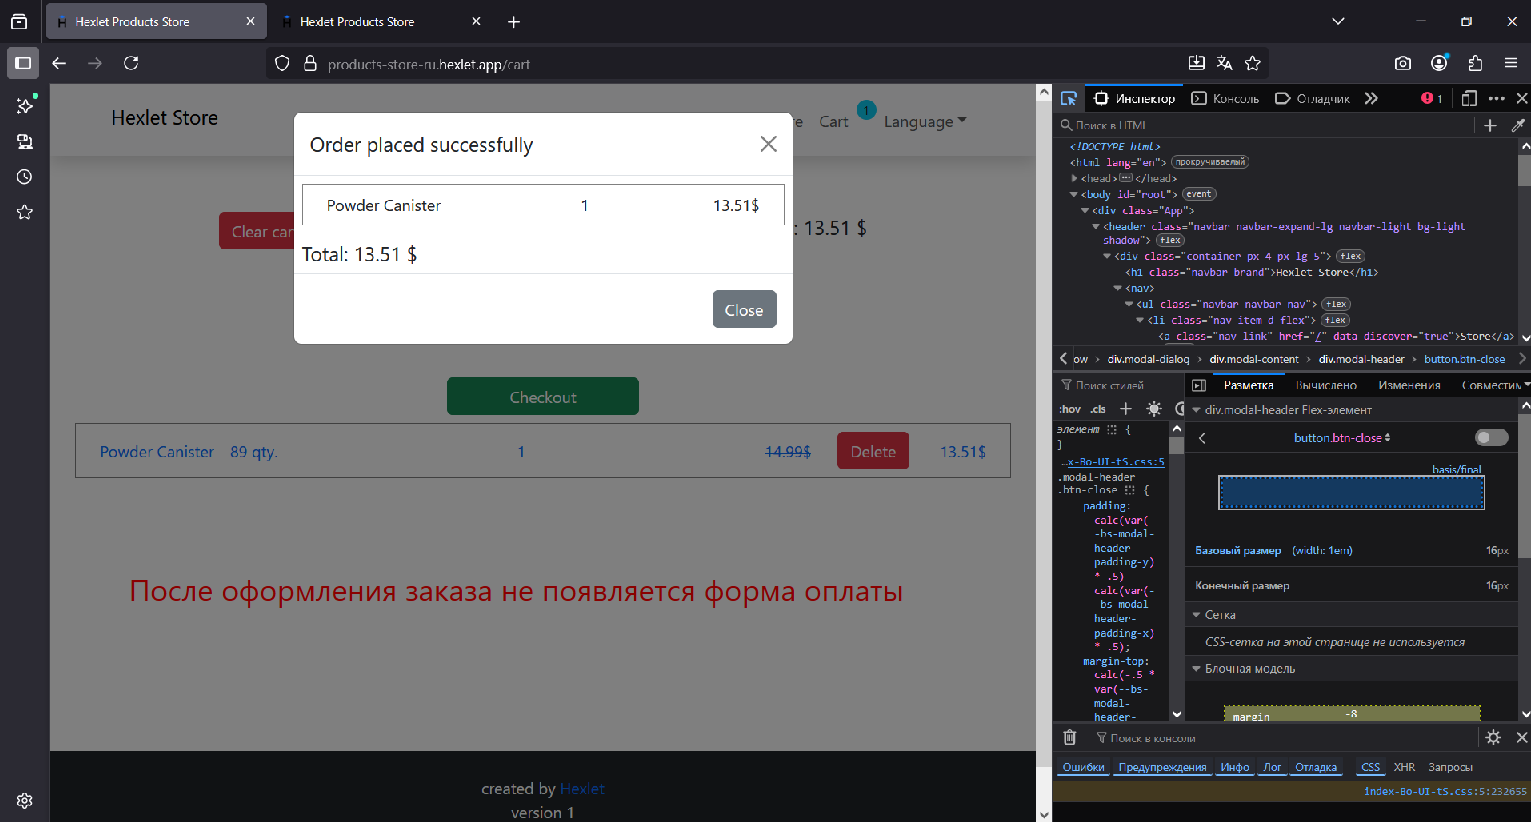 Hexlet Products Store
Hexlet Products Store
products-store-ru.hexlet.app/cart
Hexlet Store
re Cart 1 Language
Order placed successfully
Powder Canister 1 13.51$
Total: 13.51 $
Close
Clear car
: 13.51 $
Checkout
Powder Canister 89 qty. 1 14.99$ Delete 13.51$
После оформления заказа не появляется форма оплаты
created by Hexlet
version 1
Инспектор Консоль Отладчик 1
Поиск в HTML
<!DOCTYPE html>
<html lang="en"> прокручиваемый
<head> </head>
<body id="root"> event
<div class="App">
<header class="navbar navbar-expand-lg navbar-light bg-light
shadow"> flex
<div class="container px-4 px-lg-5"> flex
<h1 class="navbar-brand">Hexlet Store</h1>
<nav>
<ul class="navbar-navbar-nav"> flex
<li class="nav-item d-flex"> flex
<a class="nav-link" href="/" data-discover="true">Store</a>
ow > div.modal-dialog > div.modal-content > div.modal-header > button.btn-close
Поиск стилей
:hov .cls
элемент {
}
…x-Bo-UI-tS.css:5
.modal-header
.btn-close {
padding:
calc(var(
-bs-modal-
header-
padding-y)
* .5)
calc(var(-
-bs-modal-
header-
padding-x)
* .5);
margin-top:
calc(-.5 *
var(--bs-
modal-
header-
Разметка Вычислено Изменения Совместим
div.modal-header Flex-элемент
button.btn-close
basis/final
Базовый размер (width: 1em) 16px
Конечный размер 16px
Сетка
CSS-сетка на этой странице не используется
Блочная модель
margin -8
Поиск в консоли
Ошибки Предупреждения Инфо Лог Отладка CSS XHR Запросы
index-Bo-UI-tS.css:5:232655